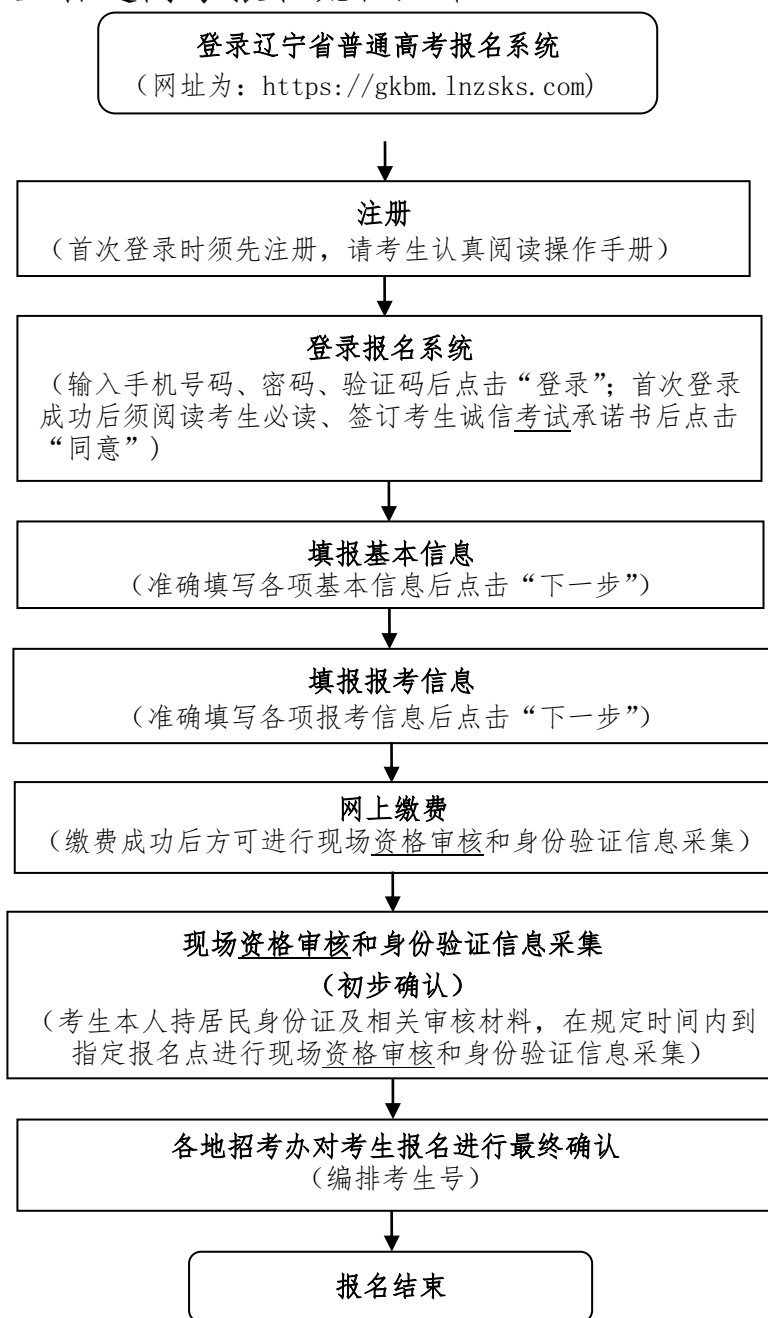 登录辽宁省普通高考报名系统
（网址为：https://gkbm.lnzsks.com)
注册
（首次登录时须先注册，请考生认真阅读操作手册）
登录报名系统
（输入手机号码、密码、验证码后点击“登录”；首次登录
成功后须阅读考生必读、签订考生诚信考试承诺书后点击
“同意”）
填报基本信息
（准确填写各项基本信息后点击“下一步”）
填报报考信息
（准确填写各项报考信息后点击“下一步”）
网上缴费
（缴费成功后方可进行现场资格审核和身份验证信息采集）
现场资格审核和身份验证信息采集
（初步确认）
（考生本人持居民身份证及相关审核材料，在规定时间内到
指定报名点进行现场资格审核和身份验证信息采集）
各地招考办对考生报名进行最终确认
（编排考生号）
报名结束